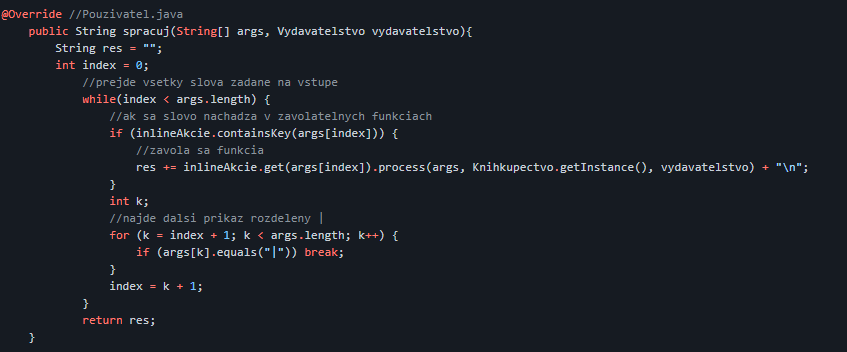 @Override //Pouzivatel.java
public String spracuj(String[] args, Vydavatelstvo vydavatelstvo){
String res = "";
int index = 0;
//prejde vsetky slova zadane na vstupe
while(index < args.length) {
//ak sa slovo nachadza v zavolatelnych funkciach
if (inlineAkcie.containsKey(args[index])) {
//zavola sa funkcia
res += inlineAkcie.get(args[index]).process(args, Knihkupectvo.getInstance(), vydavatelstvo) + "\n";
}
int k;
//najde dalsi prikaz rozdeleny |
for (k = index + 1; k < args.length; k++) {
if (args[k].equals("|")) break;
}
index = k + 1;
}
return res;
}